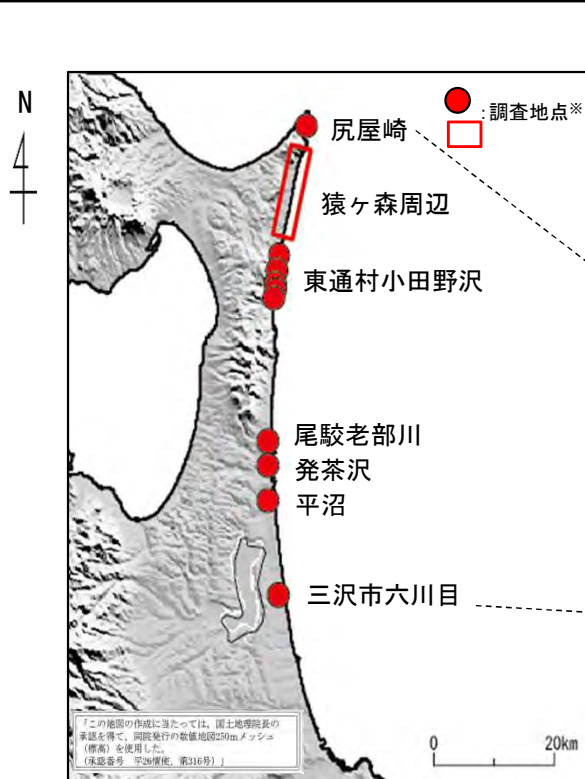 N
:調査地点※
尻屋崎
猿ヶ森周辺
東通村小田野沢
尾駮老部川
発茶沢
平沼
三沢市六川目
「この地図の作成に当たっては、国土地理院長の
承認を得て、同院発行の数値地図250mメッシュ
(標高)を使用した。
(承認番号 平26情使、第316号)」
0 20km